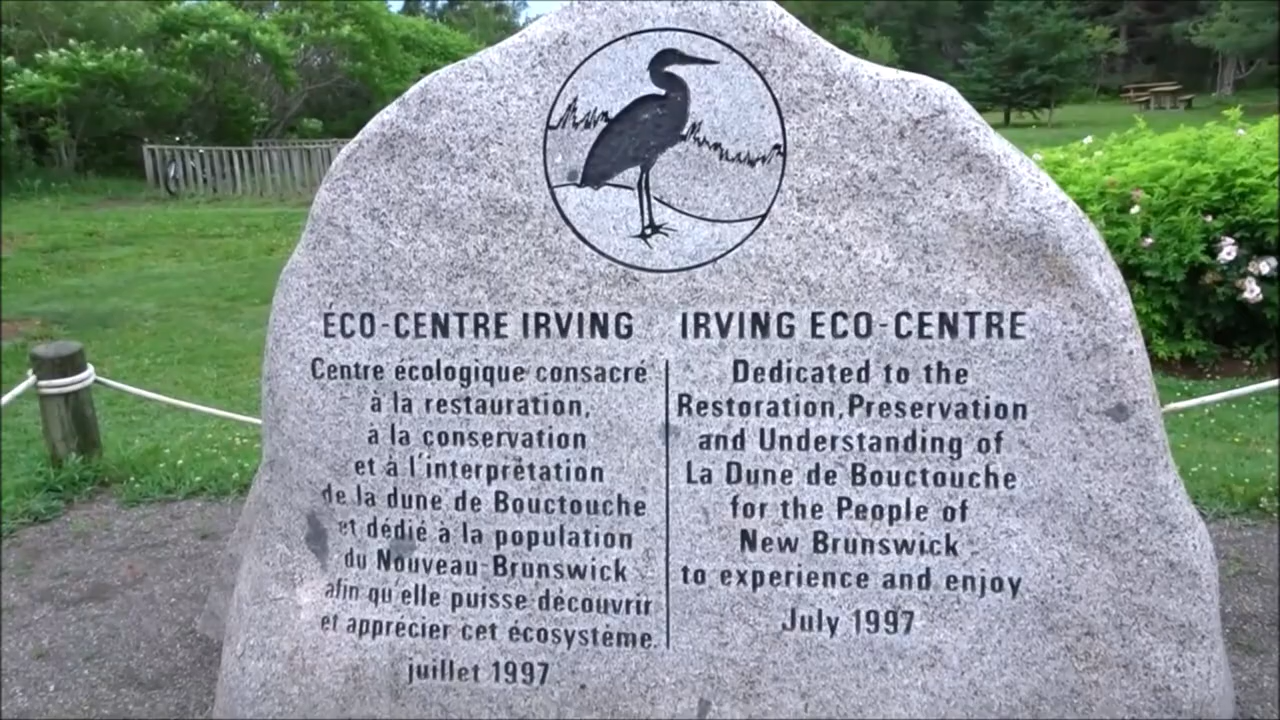 ÉCO-CENTRE IRVING
Centre écologique consacré
à la restauration,
à la conservation
et à l'interprétation
de la dune de Bouctouche
et dédié à la population
du Nouveau-Brunswick
afin qu'elle puisse découvrir
et apprécier cet écosystème.
juillet 1997
IRVING ECO-CENTRE
Dedicated to the
Restoration, Preservation
and Understanding of
La Dune de Bouctouche
for the People of
New Brunswick
to experience and enjoy
July 1997